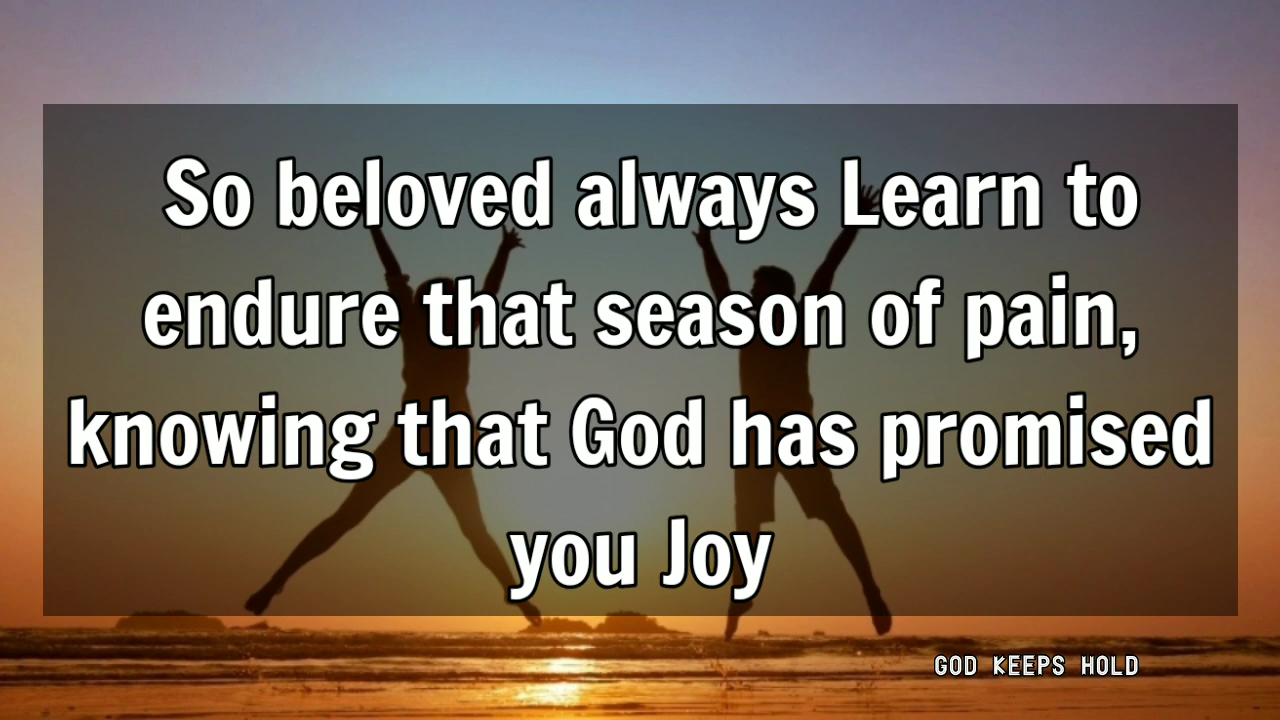 So beloved always Learn to
endure that season of pain,
knowing that God has promised
you Joy
GOD KEEPS HOLD